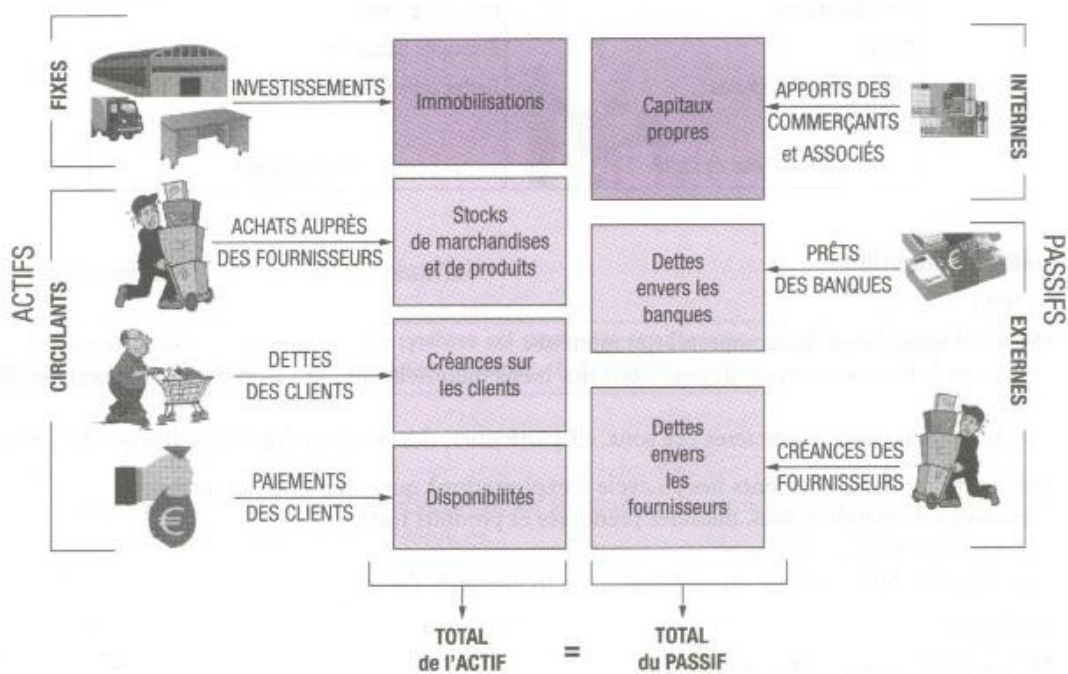 ACTIFS
FIXES
INVESTISSEMENTS
Immobilisations
CIRCULANTS
ACHATS AUPRÈS
DES FOURNISSEURS
Stocks
de marchandises
et de produits
DETTES
DES CLIENTS
Créances sur
les clients
PAIEMENTS
DES CLIENTS
€
Disponibilités
Capitaux
propres
APPORTS DES
COMMERÇANTS
et ASSOCIÉS
INTERNES
PASSIFS
Dettes
envers les
banques
PRÊTS
DES BANQUES
€
EXTERNES
Dettes
envers
les
fournisseurs
CRÉANCES DES
FOURNISSEURS
TOTAL
de l'ACTIF
=
TOTAL
du PASSIF